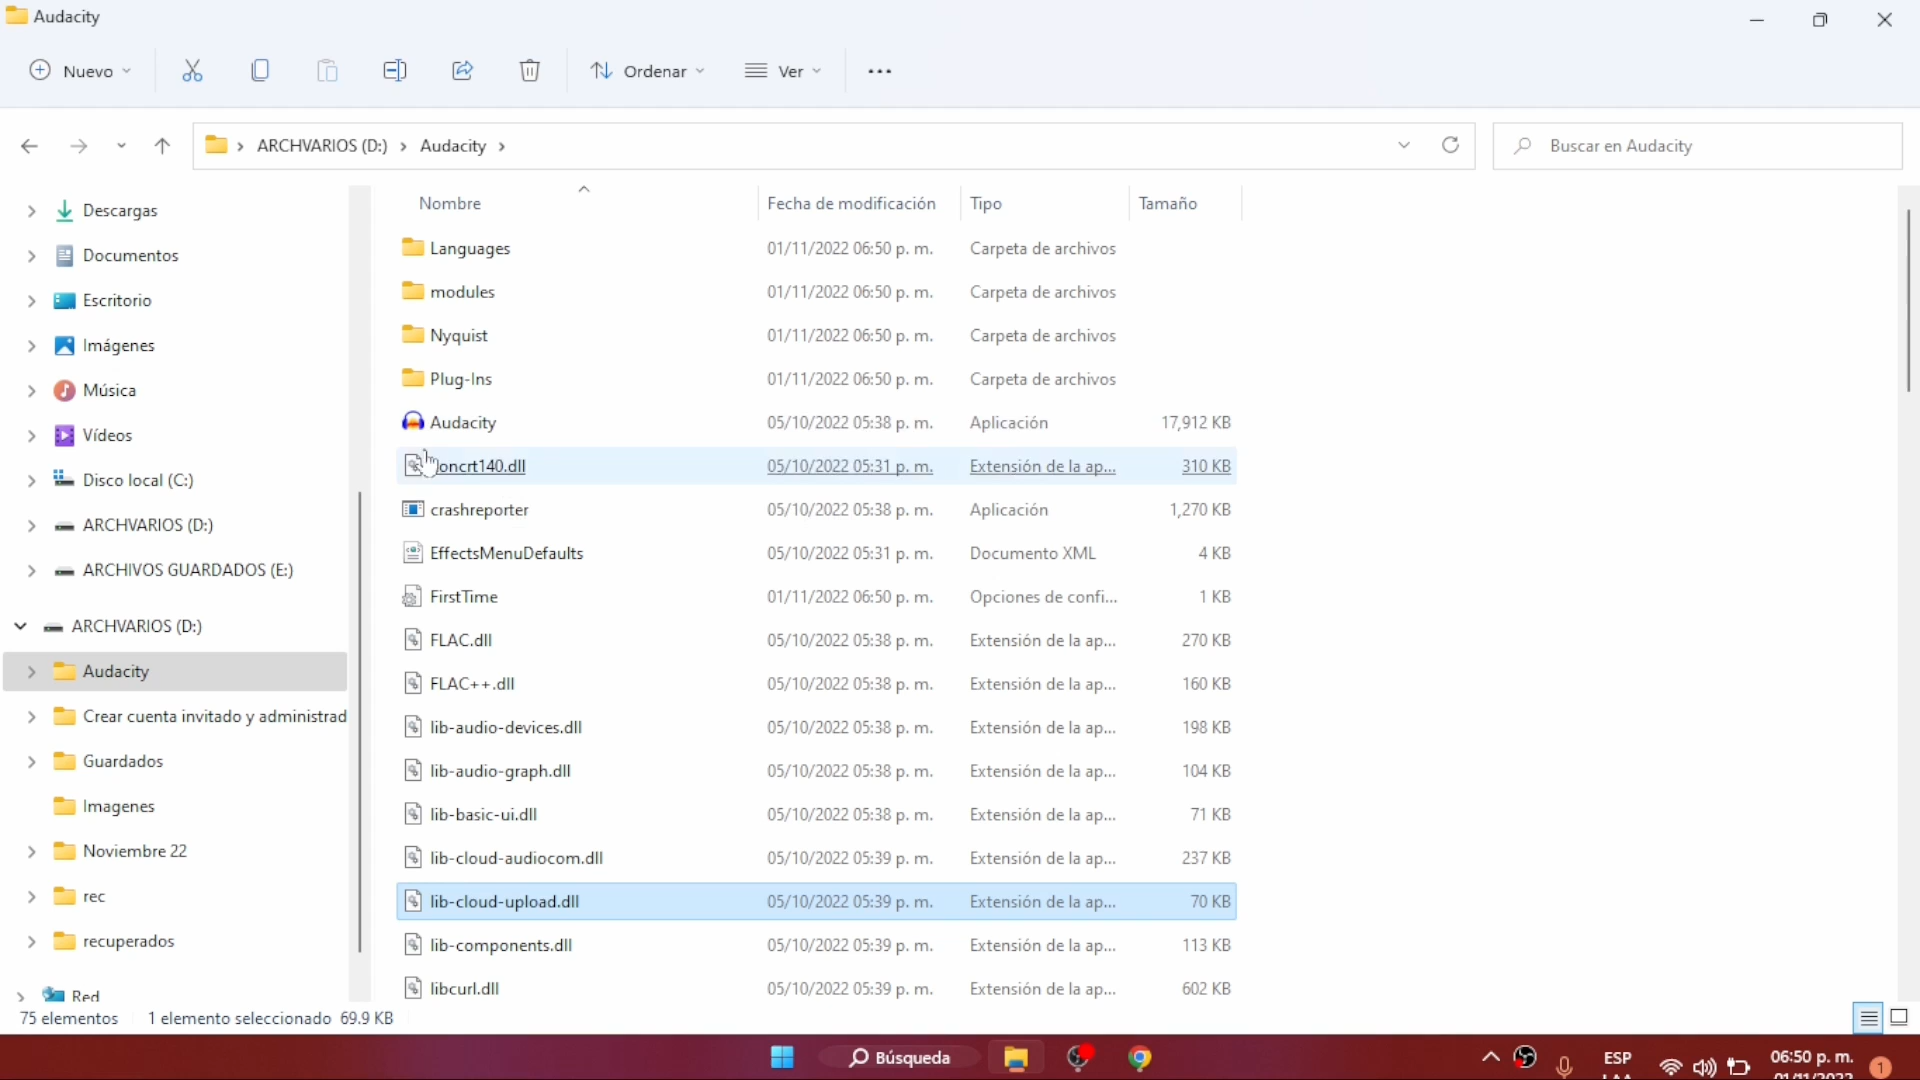 Audacity
Nuevo
Ordenar
Ver
ARCHVARIOS (D:) › Audacity ›
Buscar en Audacity
Nombre Fecha de modificación Tipo Tamaño
Descargas
Documentos
Escritorio
Imágenes
Música
Vídeos
Disco local (C:)
ARCHVARIOS (D:)
ARCHIVOS GUARDADOS (E:)
ARCHVARIOS (D:)
Audacity
Crear cuenta invitado y administrad
Guardados
Imagenes
Noviembre 22
rec
recuperados
Red
Languages 01/11/2022 06:50 p. m. Carpeta de archivos
modules 01/11/2022 06:50 p. m. Carpeta de archivos
Nyquist 01/11/2022 06:50 p. m. Carpeta de archivos
Plug-Ins 01/11/2022 06:50 p. m. Carpeta de archivos
Audacity 05/10/2022 05:38 p. m. Aplicación 17,912 KB
oncrt140.dll 05/10/2022 05:31 p. m. Extensión de la ap... 310 KB
crashreporter 05/10/2022 05:38 p. m. Aplicación 1,270 KB
EffectsMenuDefaults 05/10/2022 05:31 p. m. Documento XML 4 KB
FirstTime 01/11/2022 06:50 p. m. Opciones de confi... 1 KB
FLAC.dll 05/10/2022 05:38 p. m. Extensión de la ap... 270 KB
FLAC++.dll 05/10/2022 05:38 p. m. Extensión de la ap... 160 KB
lib-audio-devices.dll 05/10/2022 05:38 p. m. Extensión de la ap... 198 KB
lib-audio-graph.dll 05/10/2022 05:38 p. m. Extensión de la ap... 104 KB
lib-basic-ui.dll 05/10/2022 05:38 p. m. Extensión de la ap... 71 KB
lib-cloud-audiocom.dll 05/10/2022 05:39 p. m. Extensión de la ap... 237 KB
lib-cloud-upload.dll 05/10/2022 05:39 p. m. Extensión de la ap... 70 KB
lib-components.dll 05/10/2022 05:39 p. m. Extensión de la ap... 113 KB
libcurl.dll 05/10/2022 05:39 p. m. Extensión de la ap... 602 KB
75 elementos 1 elemento seleccionado 69.9 KB
Búsqueda
ESP
LAA
06:50 p. m.
01/11/2022
1